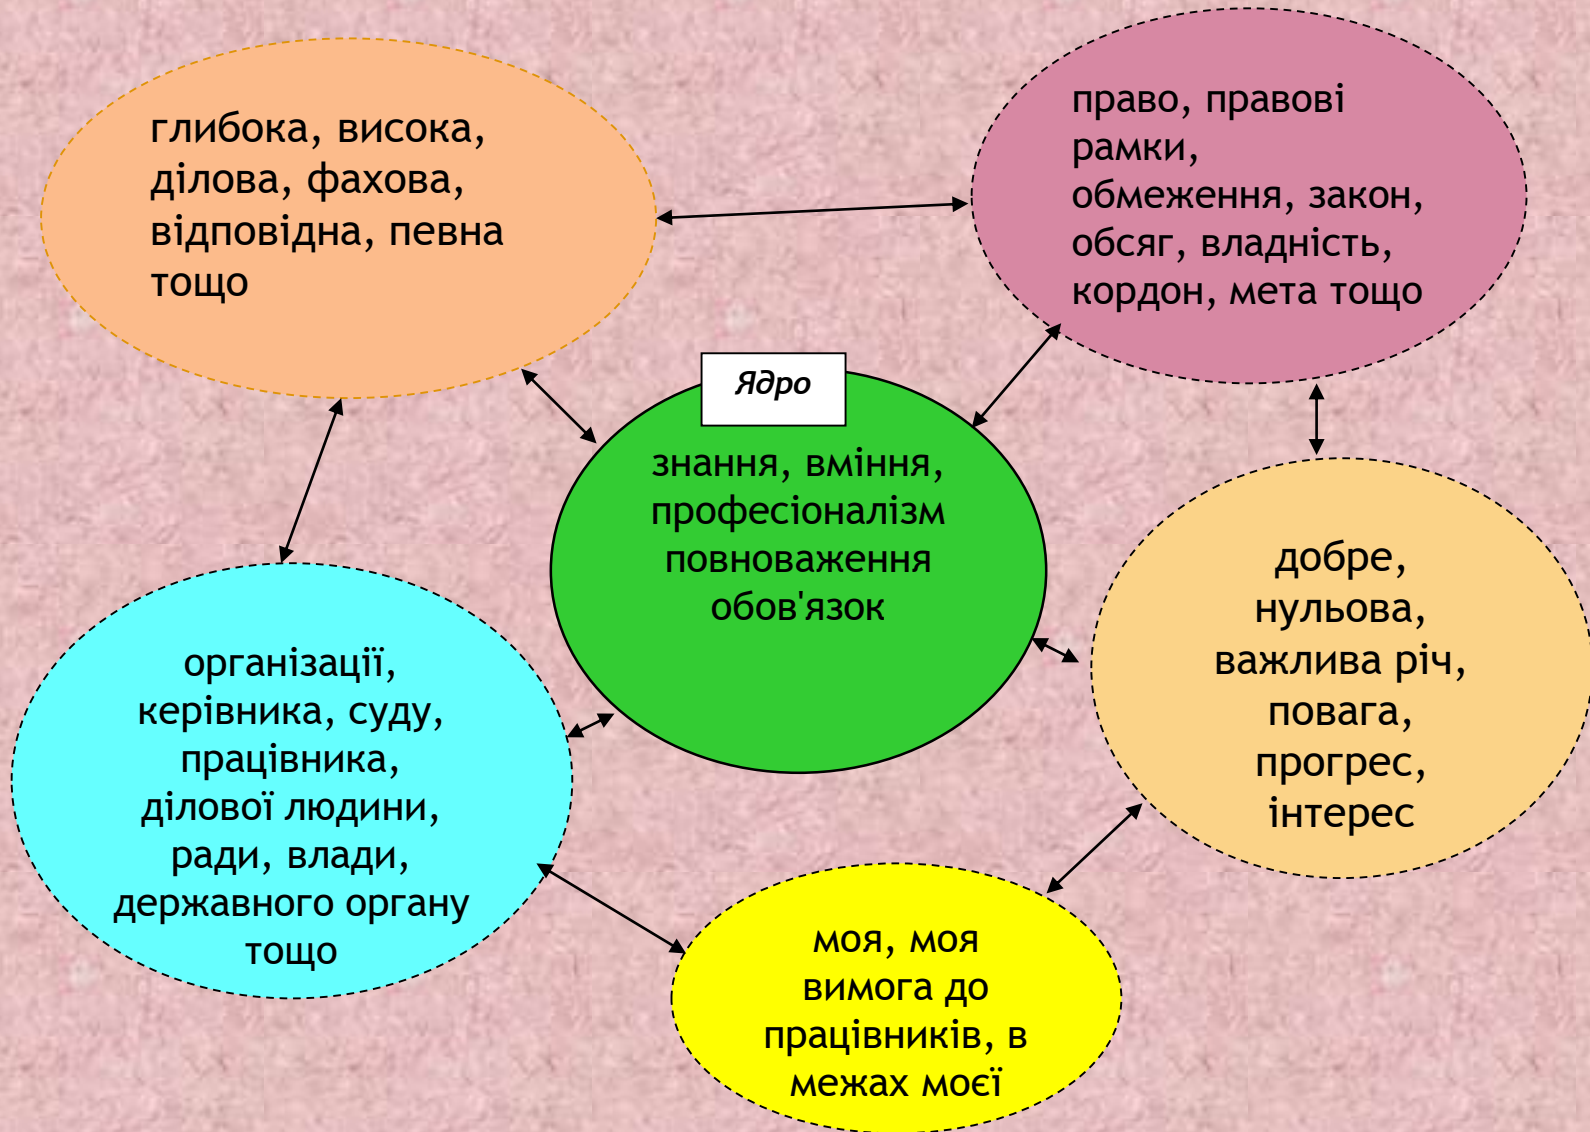 глибока, висока,
ділова, фахова,
відповідна, певна
тощо
право, правові
рамки,
обмеження, закон,
обсяг, владність,
кордон, мета тощо
Ядро
знання, вміння,
професіоналізм
повноваження
обов'язок
добре,
нульова,
важлива річ,
повага,
прогрес,
інтерес
організації,
керівника, суду,
працівника,
ділової людини,
ради, влади,
державного органу
тощо
моя, моя
вимога до
працівників, в
межах моєї